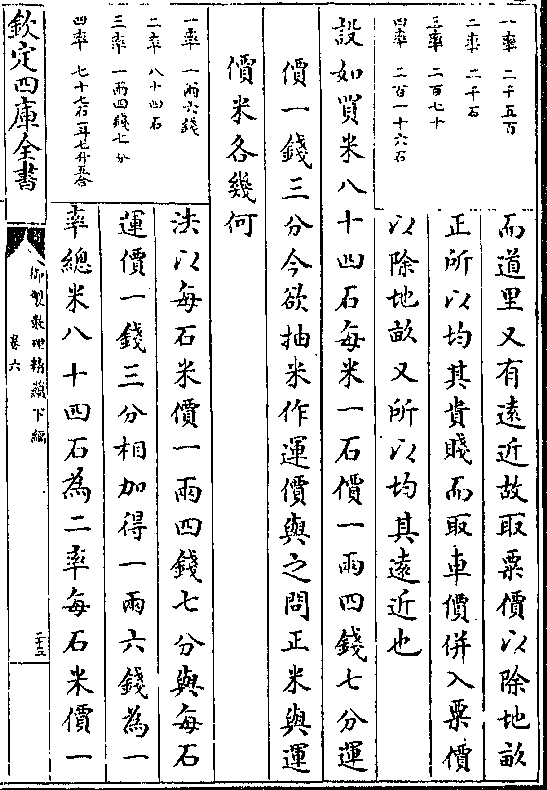 一率　二千五百
二率　二千石
三率　二百七十
四率　二百一十六石
而道里又有遠近故取粟價以除地畝
正所以均其貴賤而取車價併入粟價
以除地畝又所以均其遠近也
設如買米八十四石每米一石價一兩四錢七分運
價一錢三分今欲抽米作運價與之問正米與運
價米各幾何
一率　一兩六錢
二率　八十四石
三率　一兩四錢七分
四率　七十七石一斗七升五合
法以每石米價一兩四錢七分與每石
運價一錢三分相加得一兩六錢為一
率總米八十四石為二率每石米價一
欽定四庫全書
御製數理精蘊下編
卷六
二十五